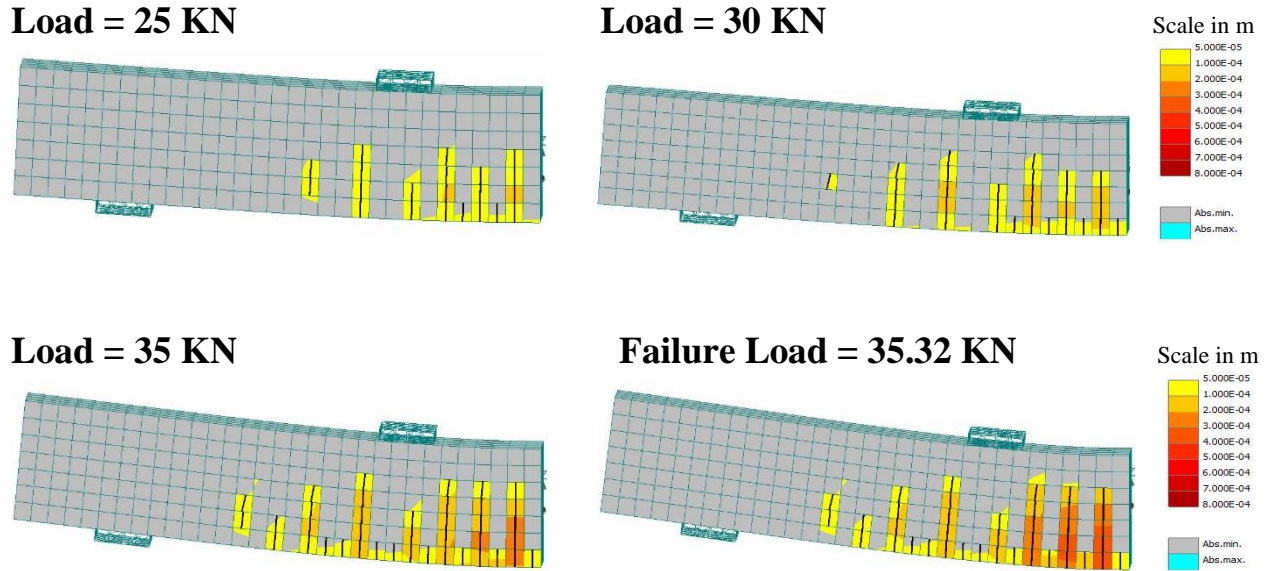 Load = 25 KN
Load = 30 KN
Scale in m
5.000E-05
1.000E-04
2.000E-04
3.000E-04
4.000E-04
5.000E-04
6.000E-04
7.000E-04
8.000E-04
Abs.min.
Abs.max.
Load = 35 KN
Failure Load = 35.32 KN
Scale in m
5.000E-05
1.000E-04
2.000E-04
3.000E-04
4.000E-04
5.000E-04
6.000E-04
7.000E-04
8.000E-04
Abs.min.
Abs.max.